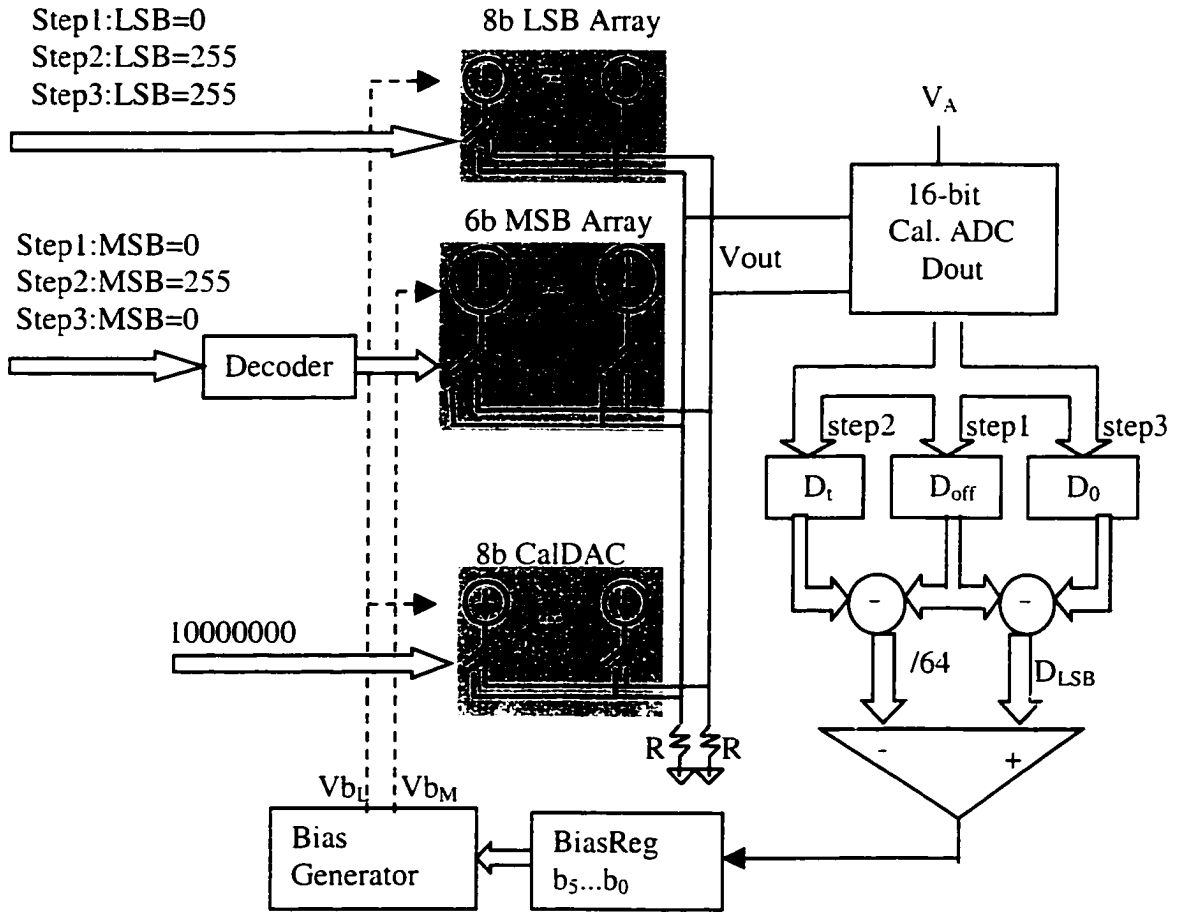 Step1:LSB=0
Step2:LSB=255
Step3:LSB=255
8b LSB Array
V_A
16-bit
Cal. ADC
Dout
6b MSB Array
Vout
Step1:MSB=0
Step2:MSB=255
Step3:MSB=0
Decoder
step2
step1
step3
D_t
D_off
D_0
8b CalDAC
-
-
10000000
/64
D_LSB
R
R
-
+
Vb_L
Vb_M
Bias
Generator
BiasReg
b_5...b_0